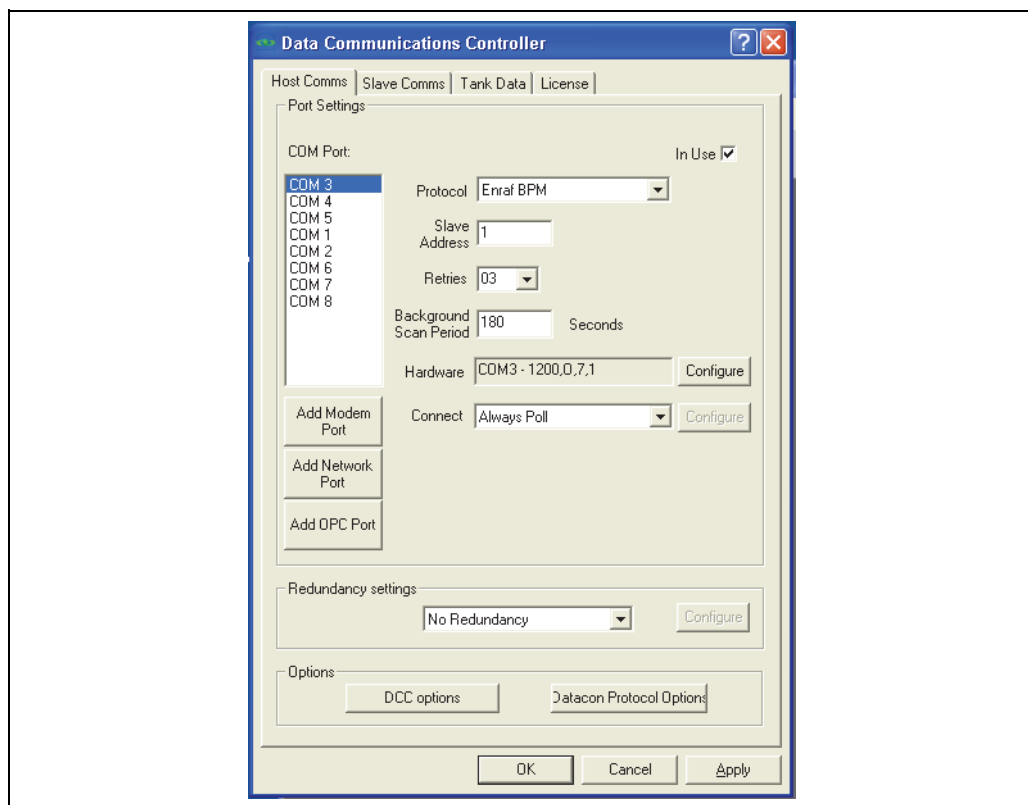 Data Communications Controller
Host Comms Slave Comms Tank Data License
Port Settings
COM Port:
In Use
COM 3
COM 4
COM 5
COM 1
COM 2
COM 6
COM 7
COM 8
Protocol Enraf BPM
Slave
Address 1
Retries 03
Background
Scan Period 180 Seconds
Hardware COM3 - 1200,O,7,1 Configure
Connect Always Poll Configure
Add Modem
Port
Add Network
Port
Add OPC Port
Redundancy settings
No Redundancy Configure
Options
DCC options Datacon Protocol Options
OK Cancel Apply